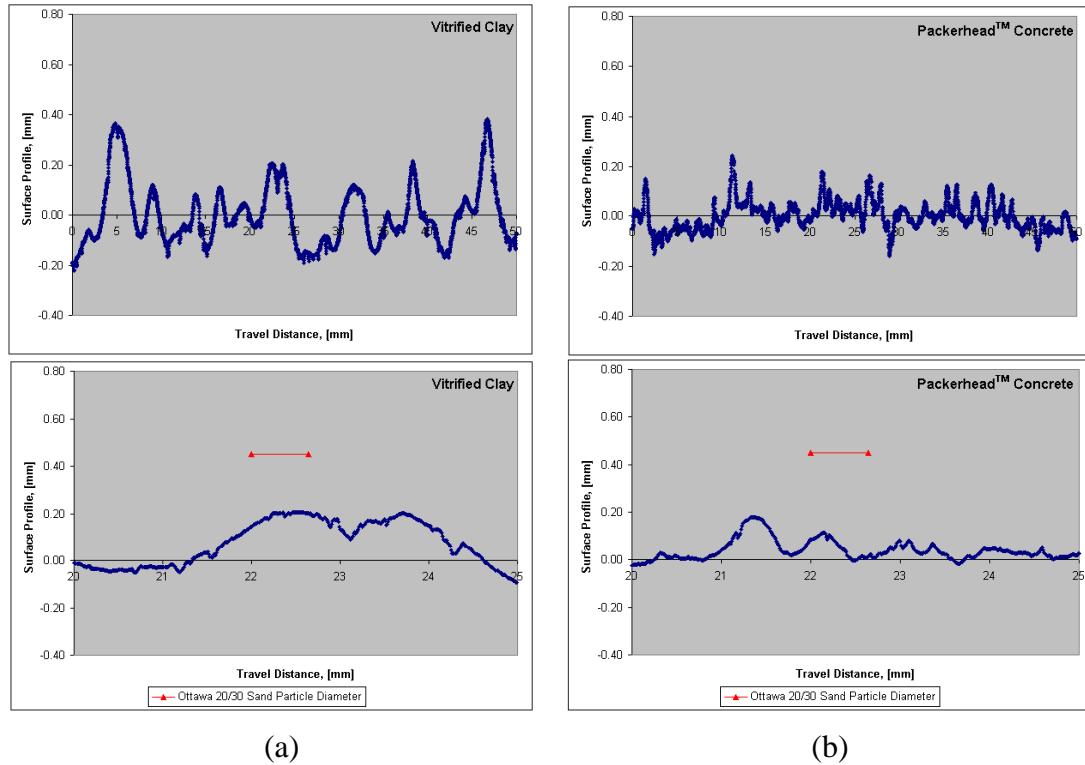 Vitrified Clay
0.80
0.60
0.40
0.20
0.00
-0.20
-0.40
Surface Profile, [mm]
0 5 10 15 20 25 30 35 40 45 50
Travel Distance, [mm]
Packerhead™ Concrete
0.80
0.60
0.40
0.20
0.00
-0.20
-0.40
Surface Profile, [mm]
0 5 10 15 20 25 30 35 40 45 50
Travel Distance, [mm]
Vitrified Clay
0.80
0.60
0.40
0.20
0.00
-0.20
-0.40
Surface Profile, [mm]
20 21 22 23 24 25
Travel Distance, [mm]
Ottawa 20/30 Sand Particle Diameter
Packerhead™ Concrete
0.80
0.60
0.40
0.20
0.00
-0.20
-0.40
Surface Profile, [mm]
20 21 22 23 24 25
Travel Distance, [mm]
Ottawa 20/30 Sand Particle Diameter
(a)
(b)